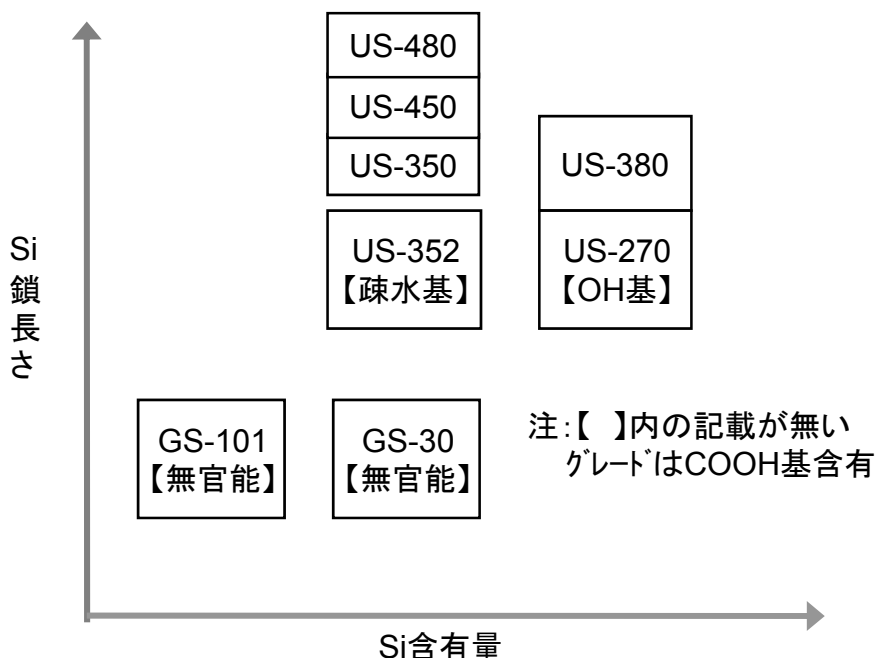 US-480
US-450
US-350
US-380
US-352
【疎水基】
US-270
【OH基】
Si
鎖
長
さ
GS-101
【無官能】
GS-30
【無官能】
注:【 】内の記載が無い
ｸﾞﾚｰﾄﾞはCOOH基含有
Si含有量